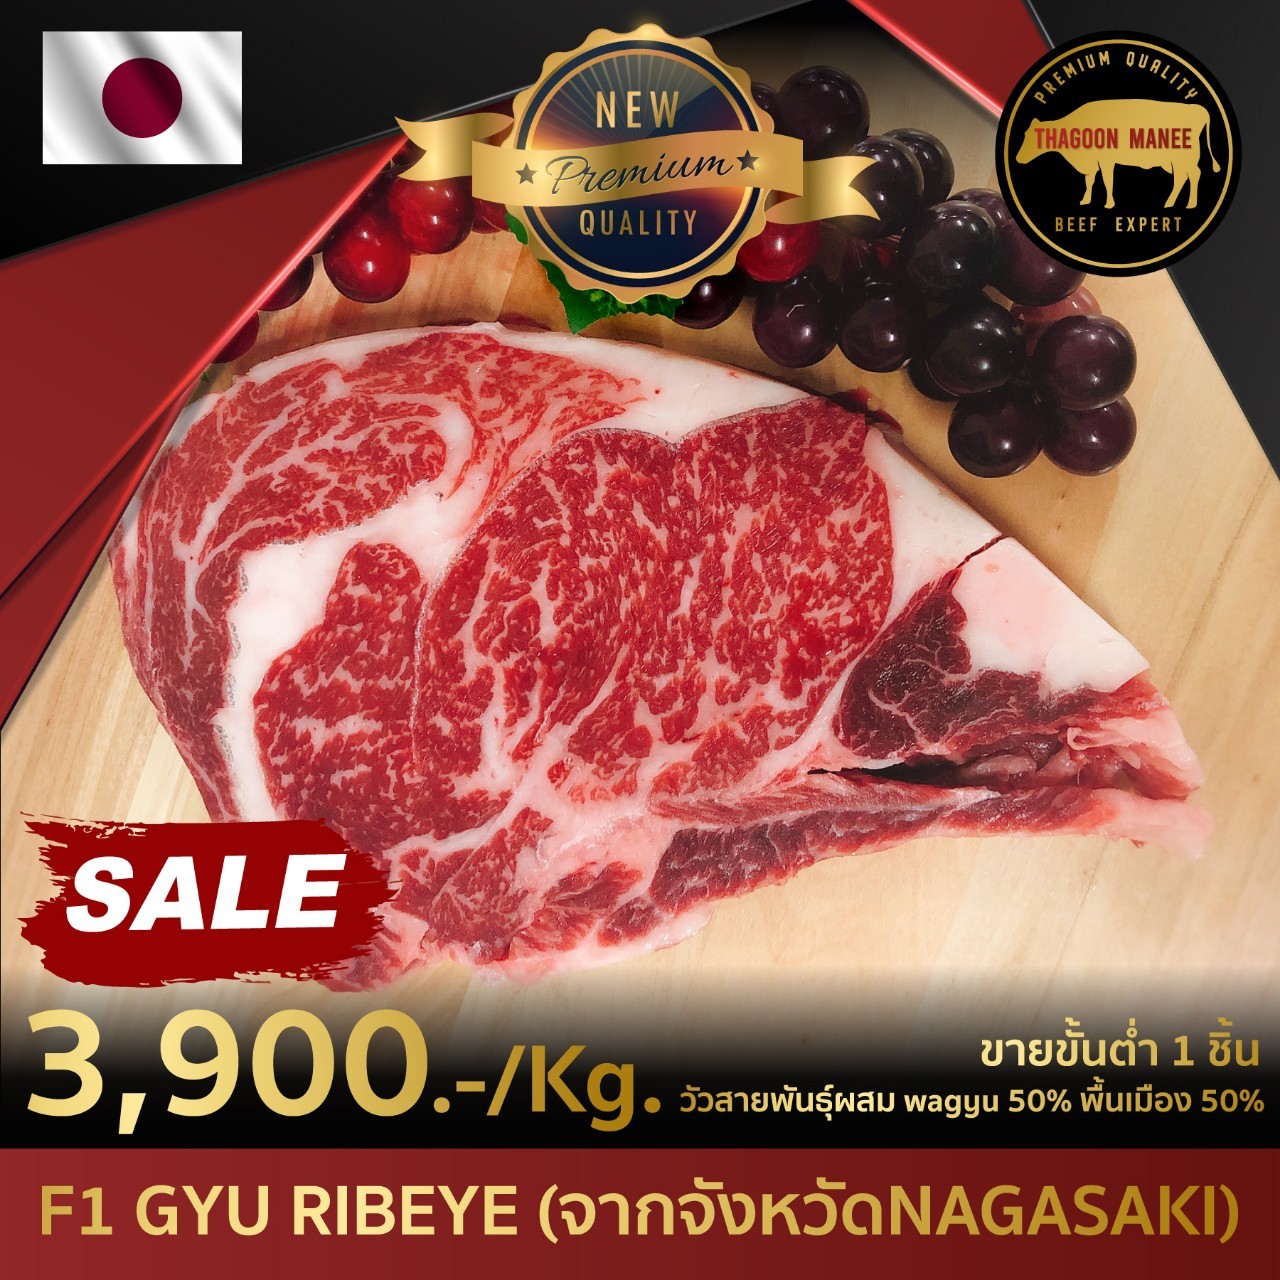 NEW
Premium
QUALITY
PREMIUM QUALITY
THAGOON MANEE
BEEF EXPERT
SALE
3,900.-/Kg.
ขายขั้นต่ำ 1 ชิ้น
วัวสายพันธุ์ผสม wagyu 50% พื้นเมือง 50%
F1 GYU RIBEYE (จากจังหวัดNAGASAKI)